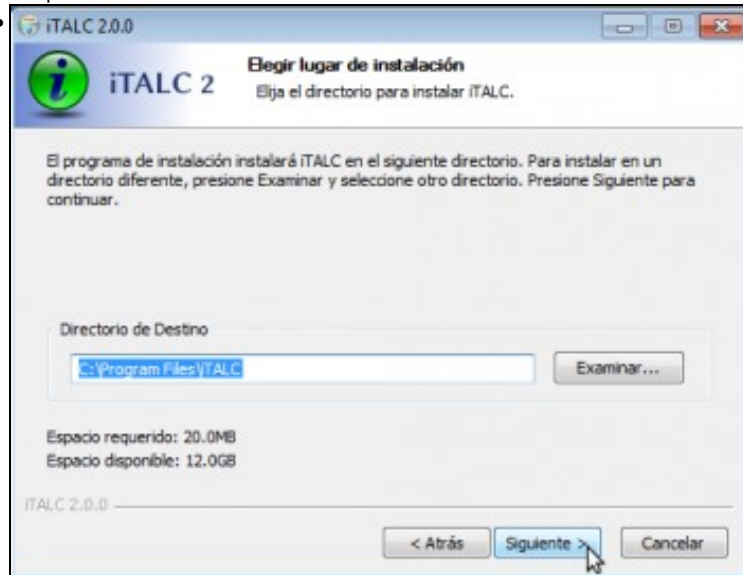 iTALC 2.0.0
iTALC 2
Elegir lugar de instalación
Elija el directorio para instalar iTALC.
El programa de instalación instalará iTALC en el siguiente directorio. Para instalar en un
directorio diferente, presione Examinar y seleccione otro directorio. Presione Siguiente para
continuar.
Directorio de Destino
C:\Program Files\iTALC
Examinar...
Espacio requerido: 20.0MB
Espacio disponible: 12.0GB
iTALC 2.0.0
< Atrás
Siguiente >
Cancelar